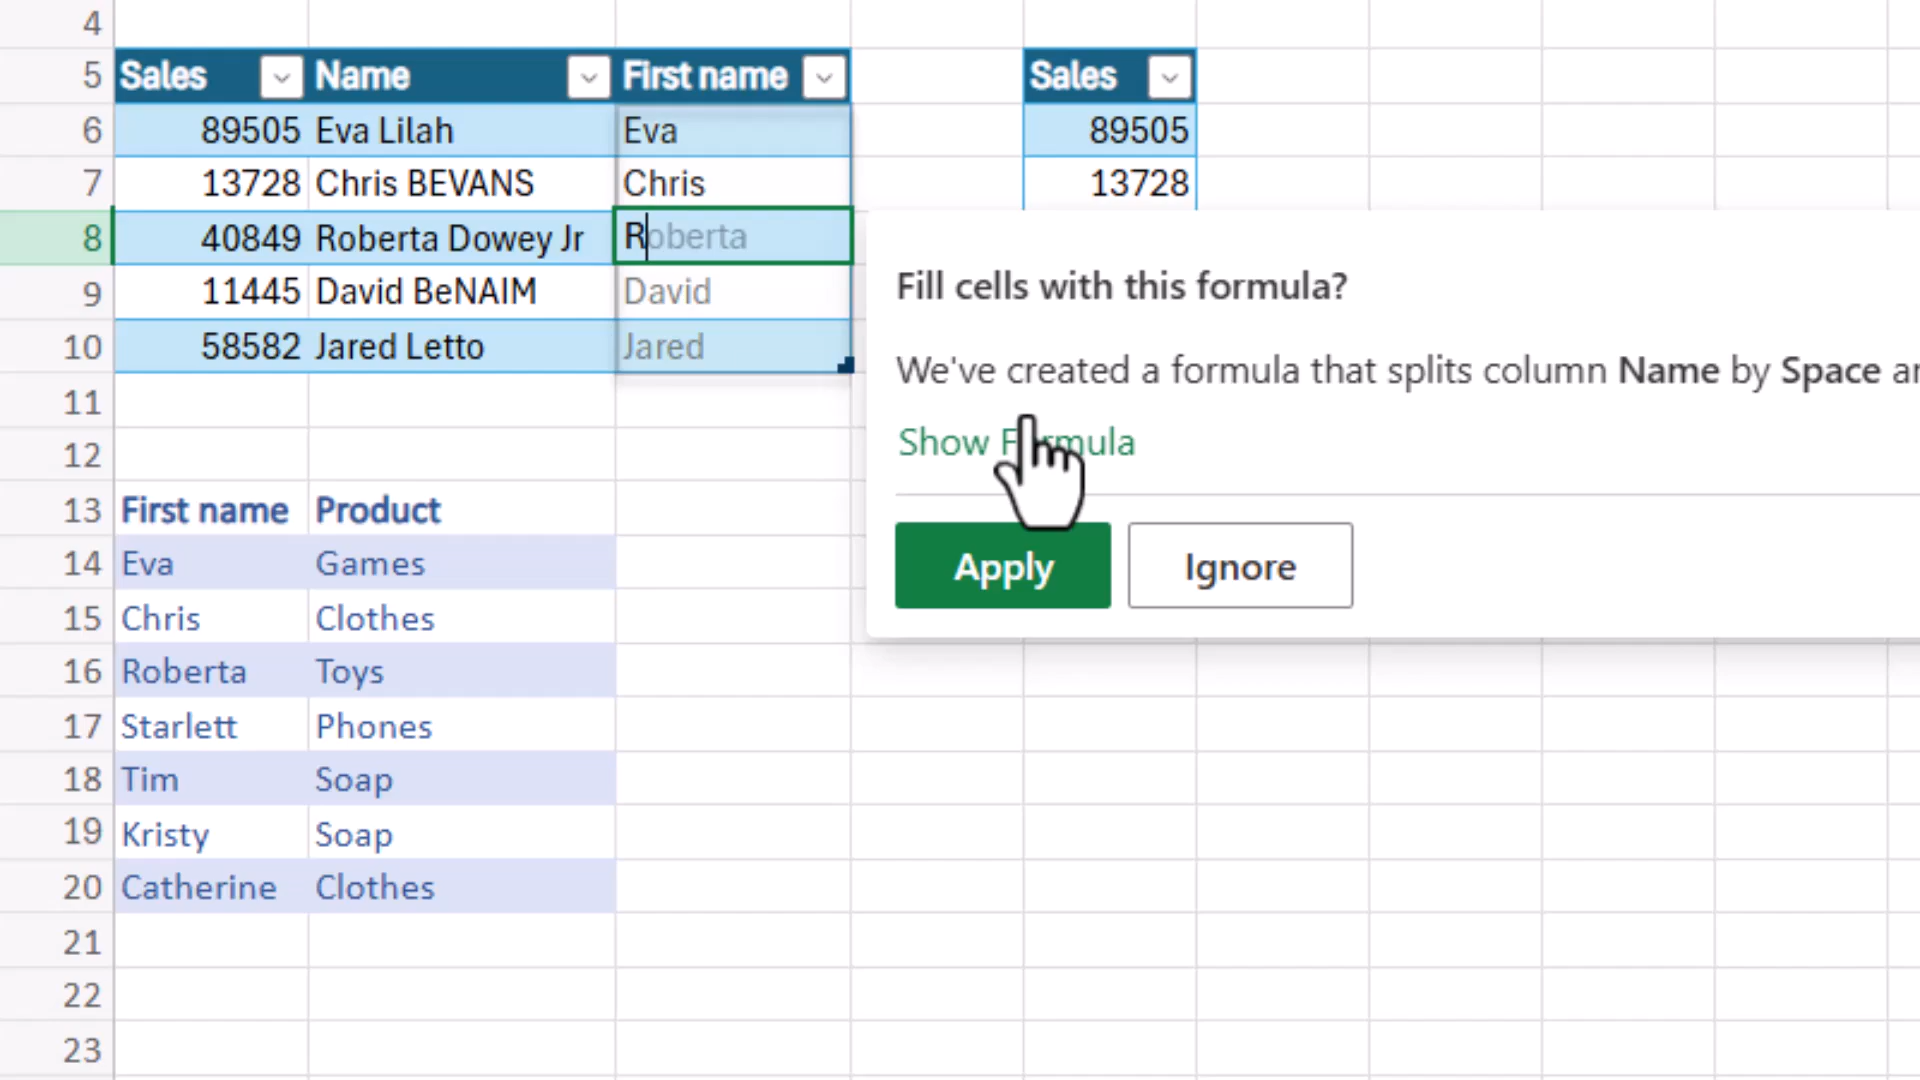 4
5 Sales Name First name Sales
6 89505 Eva Lilah Eva 89505
7 13728 Chris BEVANS Chris 13728
8 40849 Roberta Dowey Jr Roberta
9 11445 David BeNAIM David
10 58582 Jared Letto Jared
Fill cells with this formula?
We've created a formula that splits column Name by Space
Show Formula
Apply Ignore
11
12
13 First name Product
14 Eva Games
15 Chris Clothes
16 Roberta Toys
17 Starlett Phones
18 Tim Soap
19 Kristy Soap
20 Catherine Clothes
21
22
23